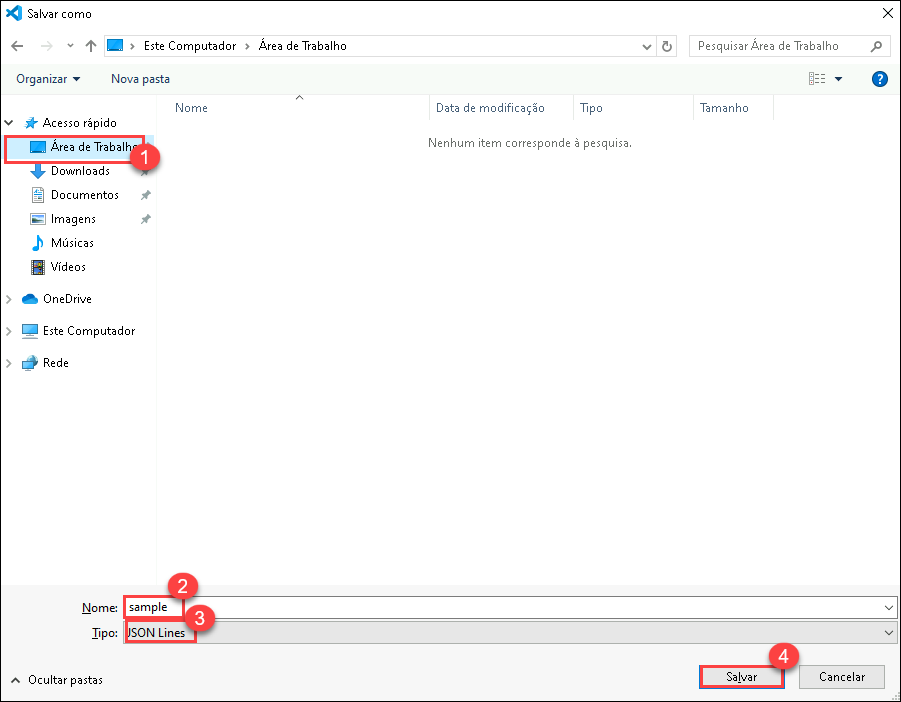 Salvar como
Este Computador > Área de Trabalho
Pesquisar Área de Trabalho
Organizar
Nova pasta
?
Nome
Data de modificação
Tipo
Tamanho
Nenhum item corresponde à pesquisa.
Acesso rápido
Área de Trabalho
1
Downloads
Documentos
Imagens
Músicas
Vídeos
OneDrive
Este Computador
Rede
2
Nome: sample
3
Tipo: JSON Lines
4
Ocultar pastas
Salvar
Cancelar